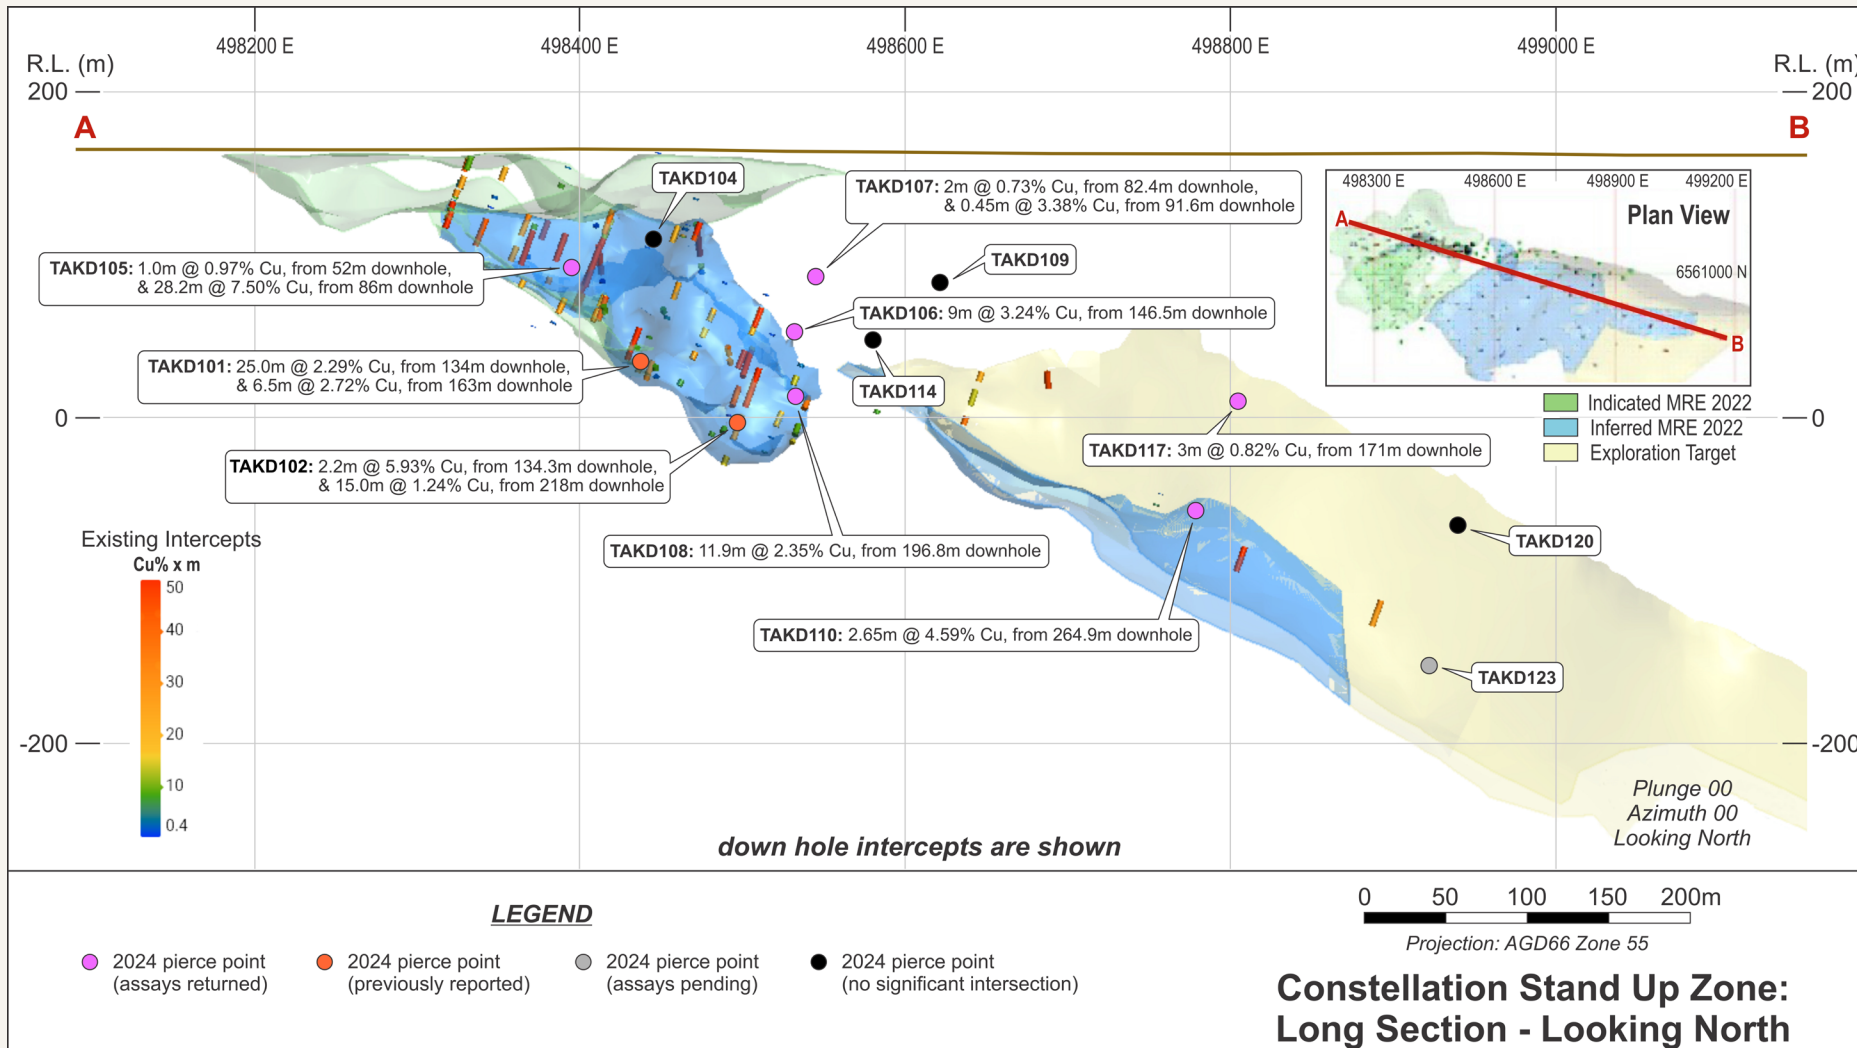 498200 E 498400 E 498600 E 498800 E 499000 E
R.L. (m) R.L. (m)
200 200
A B
TAKD104
TAKD107: 2m @ 0.73% Cu, from 82.4m downhole,
& 0.45m @ 3.38% Cu, from 91.6m downhole
498300 E 498600 E 498900 E 499200 E
A
Plan View
6561000 N
B
TAKD105: 1.0m @ 0.97% Cu, from 52m downhole,
& 28.2m @ 7.50% Cu, from 86m downhole
TAKD109
TAKD106: 9m @ 3.24% Cu, from 146.5m downhole
TAKD101: 25.0m @ 2.29% Cu, from 134m downhole,
& 6.5m @ 2.72% Cu, from 163m downhole
TAKD114
Indicated MRE 2022
Inferred MRE 2022
Exploration Target
0 0
TAKD117: 3m @ 0.82% Cu, from 171m downhole
TAKD102: 2.2m @ 5.93% Cu, from 134.3m downhole,
& 15.0m @ 1.24% Cu, from 218m downhole
TAKD120
TAKD108: 11.9m @ 2.35% Cu, from 196.8m downhole
Existing Intercepts
Cu% x m
50
40
30
20
10
0.4
TAKD110: 2.65m @ 4.59% Cu, from 264.9m downhole
TAKD123
-200 -200
Plunge 00
Azimuth 00
Looking North
down hole intercepts are shown
LEGEND
2024 pierce point
(assays returned)
2024 pierce point
(previously reported)
2024 pierce point
(assays pending)
2024 pierce point
(no significant intersection)
0 50 100 150 200m
Projection: AGD66 Zone 55
Constellation Stand Up Zone:
Long Section - Looking North